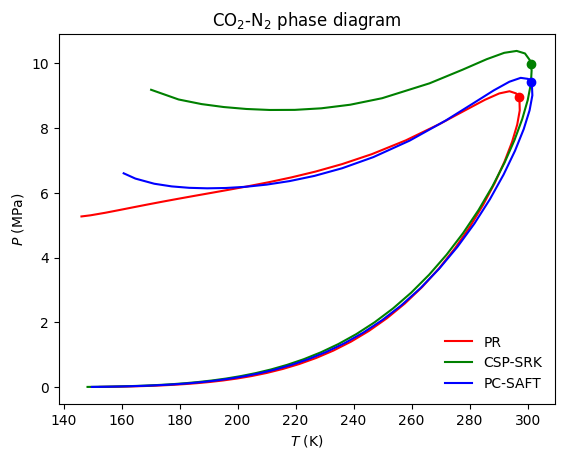 CO₂-N₂ phase diagram
P (MPa)
10
8
6
4
2
0
PR
CSP-SRK
PC-SAFT
140 160 180 200 220 240 260 280 300
T (K)